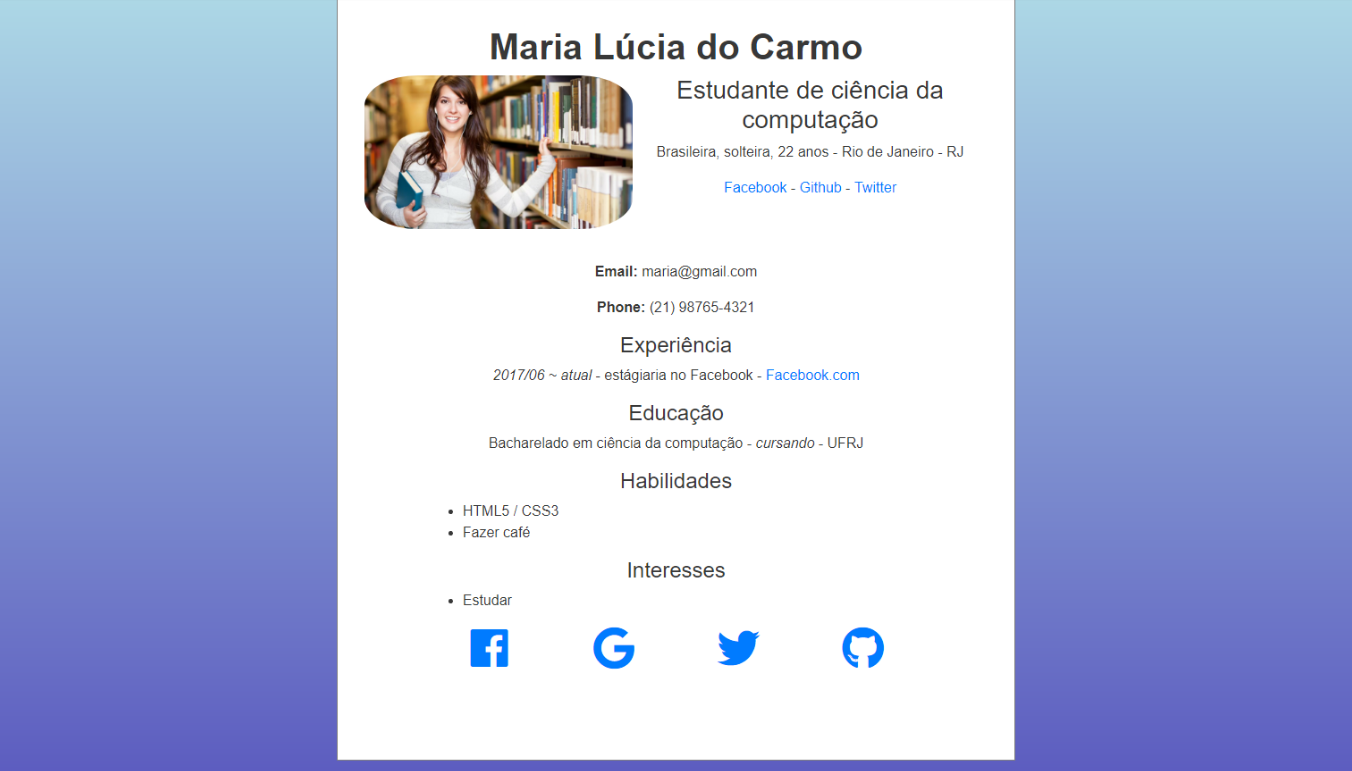 Maria Lúcia do Carmo
Estudante de ciência da
computação
Brasileira, solteira, 22 anos - Rio de Janeiro - RJ
Facebook - Github - Twitter
Email: maria@gmail.com
Phone: (21) 98765-4321
Experiência
2017/06 ~ atual - estágiaria no Facebook - Facebook.com
Educação
Bacharelado em ciência da computação - cursando - UFRJ
Habilidades
• HTML5 / CSS3
• Fazer café
Interesses
• Estudar